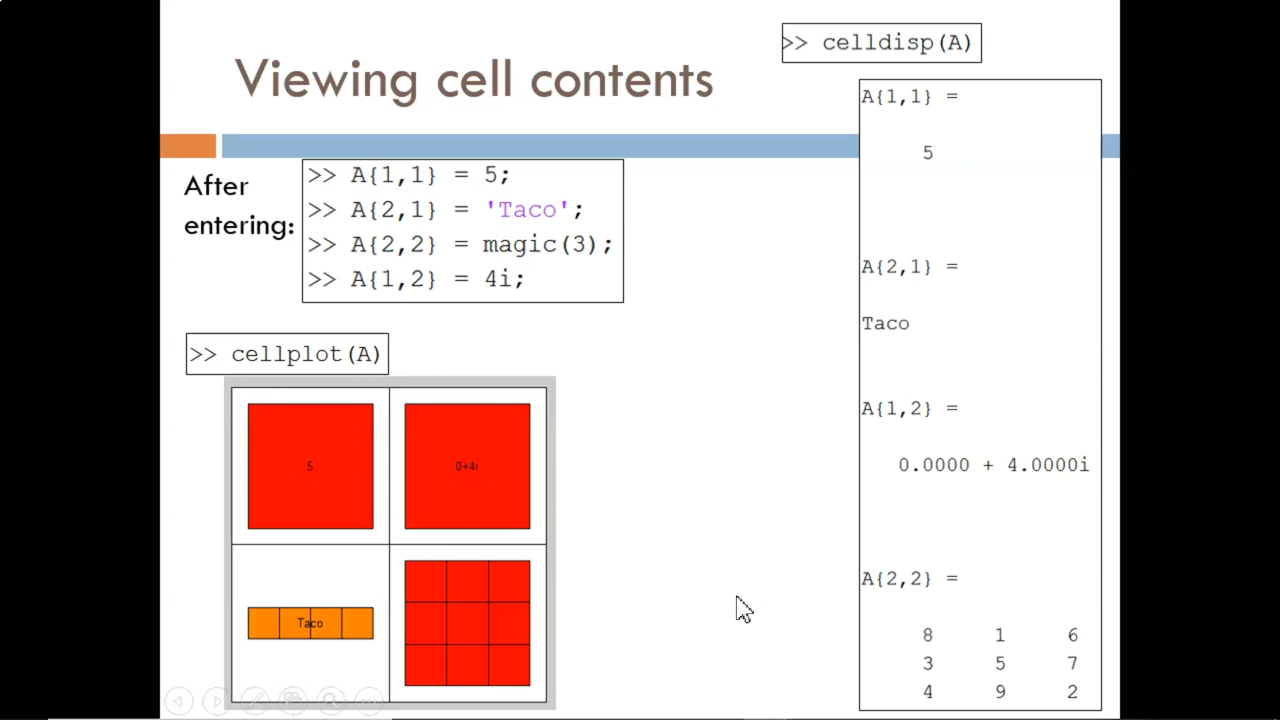 Viewing cell contents
After
entering:
>> A{1,1} = 5;
>> A{2,1} = 'Taco';
>> A{2,2} = magic(3);
>> A{1,2} = 4i;
>> cellplot(A)
5
0+4i
Taco
>> celldisp(A)
A{1,1} =
5
A{2,1} =
Taco
A{1,2} =
0.0000 + 4.0000i
A{2,2} =
8 1 6
3 5 7
4 9 2